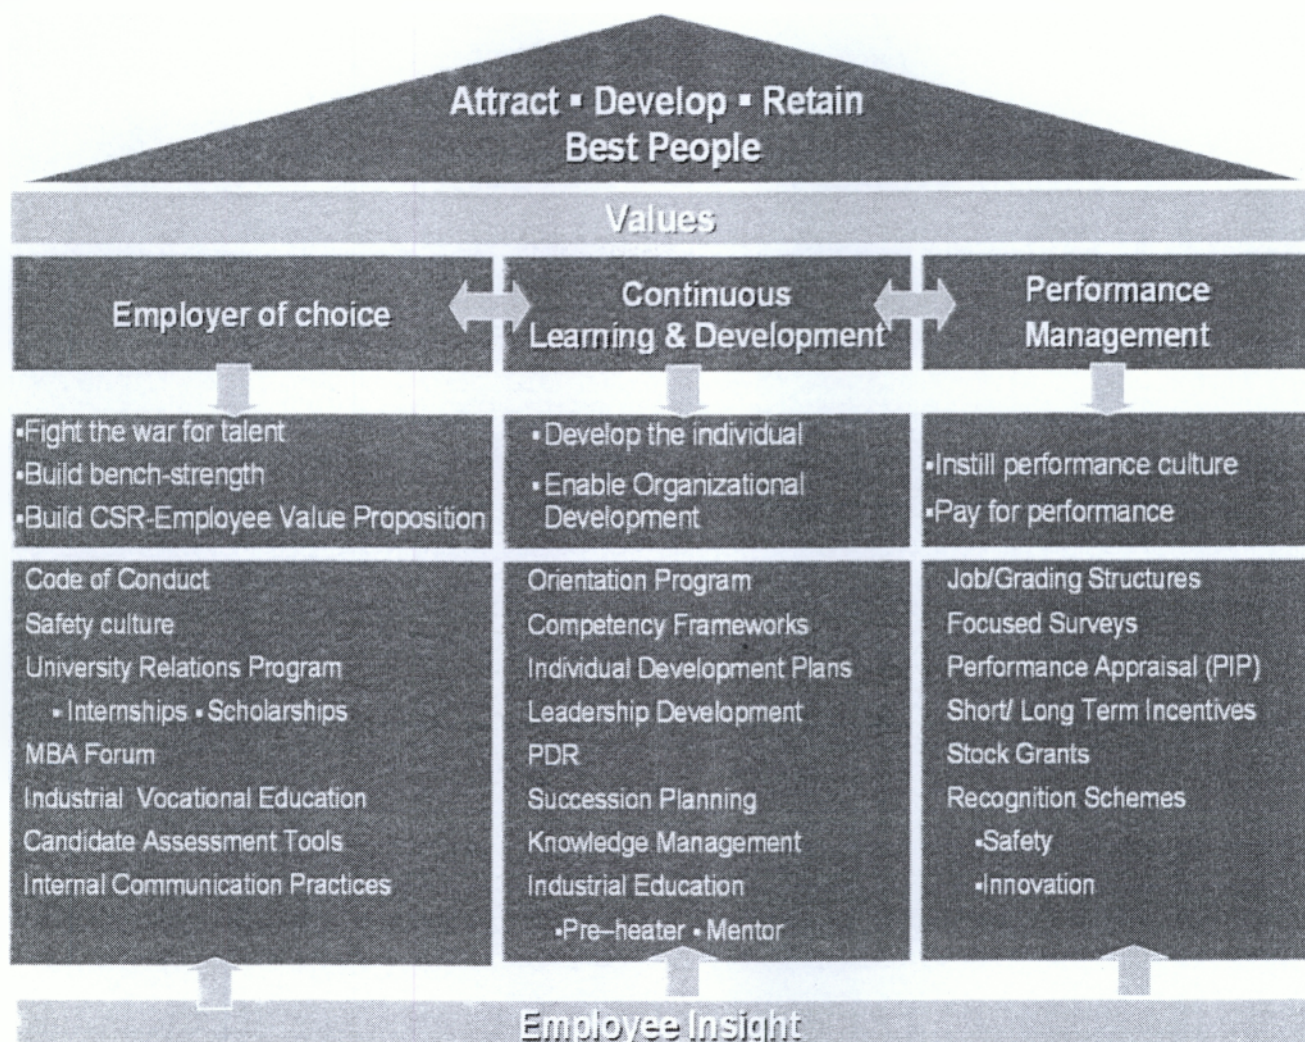 Attract ▪ Develop ▪ Retain
Best People
Values
Employer of choice
Continuous
Learning & Development
Performance
Management
▪Fight the war for talent
▪Build bench-strength
▪Build CSR-Employee Value Proposition
▪ Develop the individual
▪ Enable Organizational
Development
▪Instill performance culture
▪Pay for performance
Code of Conduct
Safety culture
University Relations Program
▪ Internships ▪ Scholarships
MBA Forum
Industrial Vocational Education
Candidate Assessment Tools
Internal Communication Practices
Orientation Program
Competency Frameworks
Individual Development Plans
Leadership Development
PDR
Succession Planning
Knowledge Management
Industrial Education
▪Pre–heater ▪ Mentor
Job/Grading Structures
Focused Surveys
Performance Appraisal (PIP)
Short/ Long Term Incentives
Stock Grants
Recognition Schemes
▪Safety
▪Innovation
Employee Insight